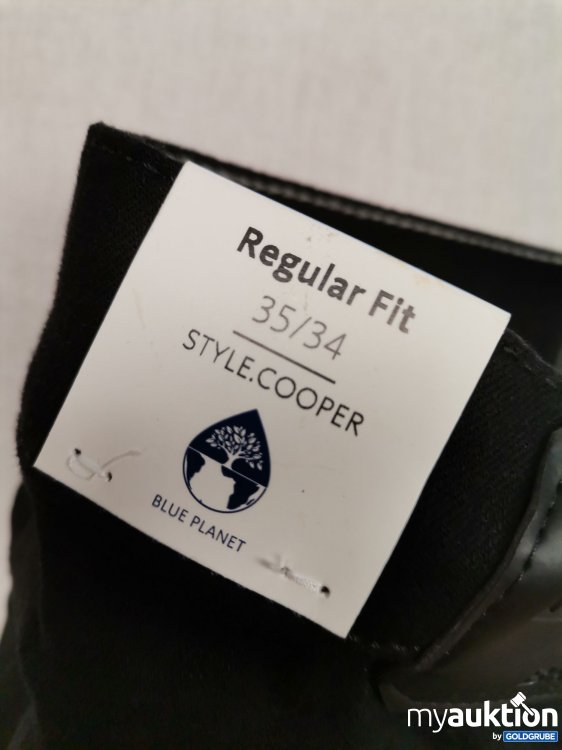 Regular Fit
35/34
STYLE.COOPER
BLUE PLANET
myauktion
by GOLDGRUBE